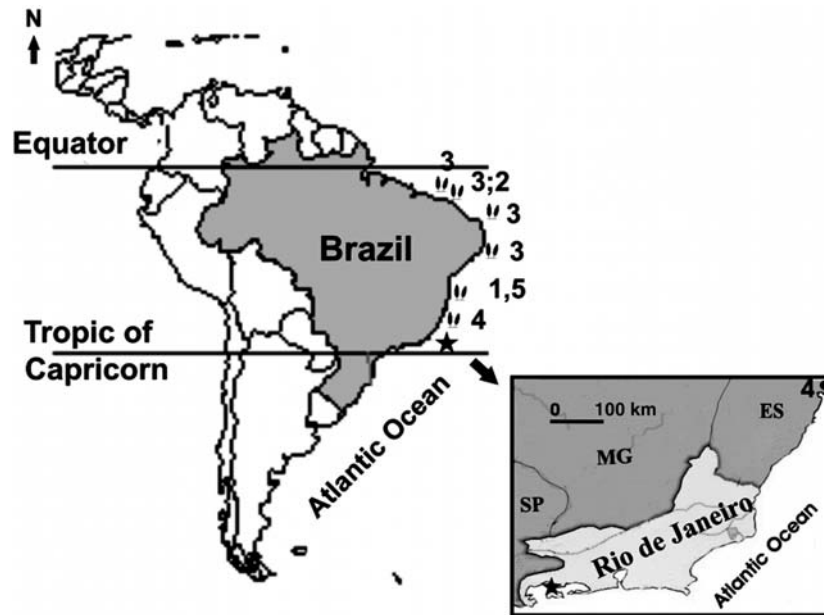 N
Equator
3
3;2
3
Brazil
3
1,5
4
Tropic of
Capricorn
Atlantic Ocean
0 100 km
ES
MG
SP
Rio de Janeiro
Atlantic Ocean